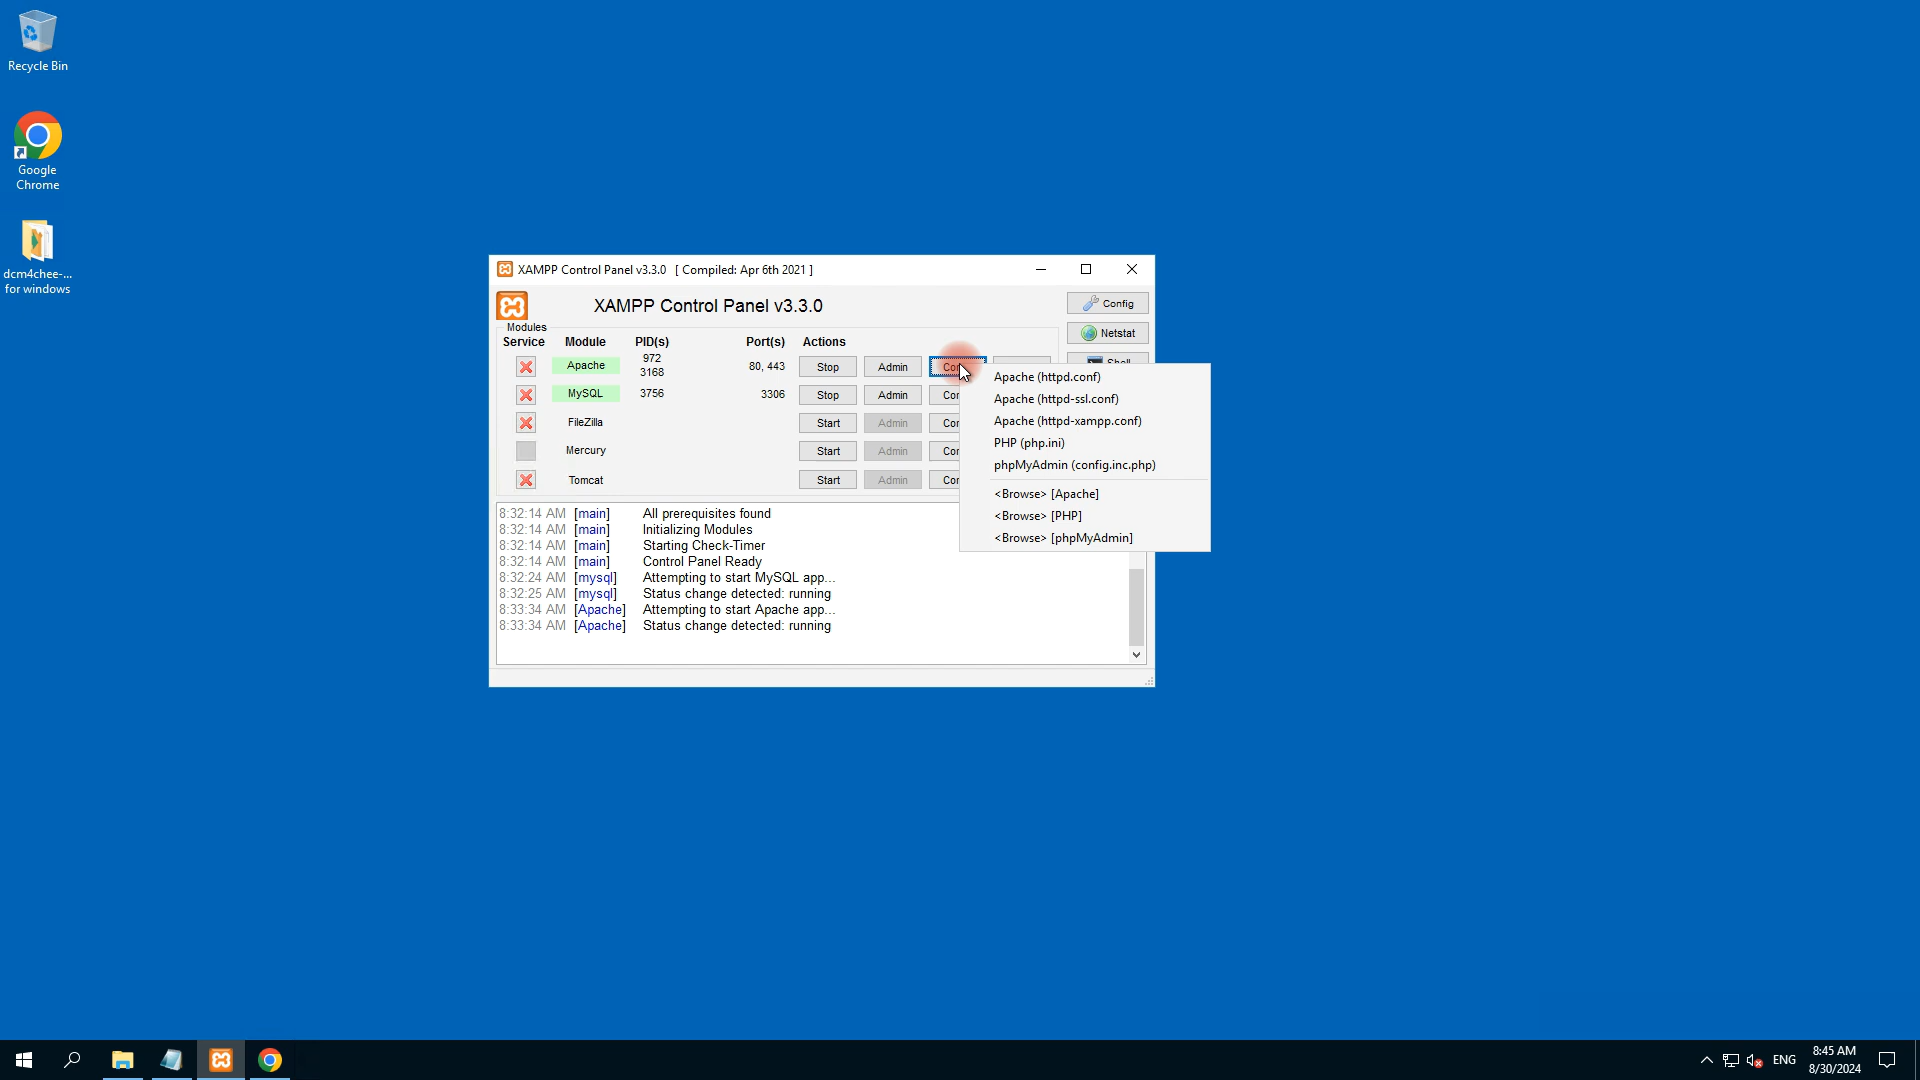 Recycle Bin
Google
Chrome
dcm4chee-...
for windows
XAMPP Control Panel v3.3.0 [ Compiled: Apr 6th 2021 ]
XAMPP Control Panel v3.3.0
Config
Netstat
Shell
Modules
Service Module PID(s) Port(s) Actions
Apache 972
3168 80, 443 Stop Admin
MySQL 3756 3306 Stop Admin
FileZilla Start Admin
Mercury Start Admin
Tomcat Start Admin
Apache (httpd.conf)
Apache (httpd-ssl.conf)
Apache (httpd-xampp.conf)
PHP (php.ini)
phpMyAdmin (config.inc.php)
<Browse> [Apache]
<Browse> [PHP]
<Browse> [phpMyAdmin]
8:32:14 AM [main] All prerequisites found
8:32:14 AM [main] Initializing Modules
8:32:14 AM [main] Starting Check-Timer
8:32:14 AM [main] Control Panel Ready
8:32:24 AM [mysql] Attempting to start MySQL app...
8:32:25 AM [mysql] Status change detected: running
8:33:34 AM [Apache] Attempting to start Apache app...
8:33:34 AM [Apache] Status change detected: running
ENG
8:45 AM
8/30/2024